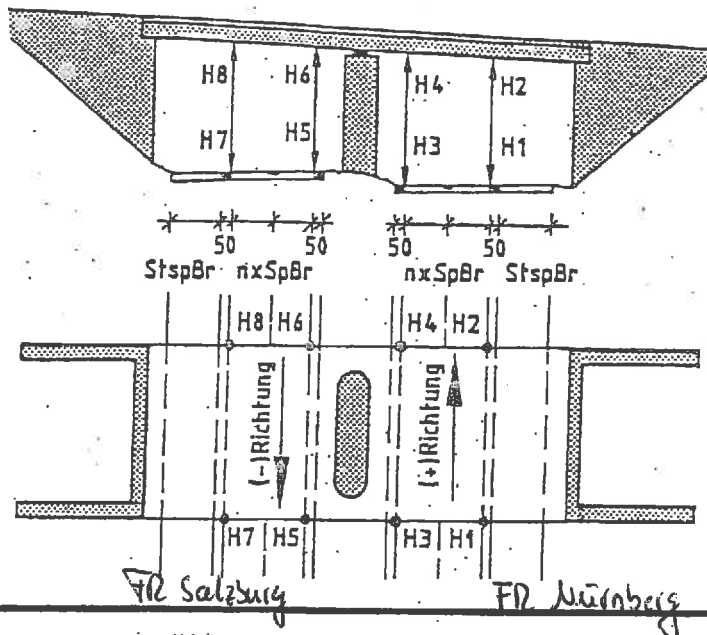 H8 H6 H4 H2
H7 H5 H3 H1
50 50 50 50
StspBr nxSpBr nxSpBr StspBr
H8 H6 H4 H2
(-)Richtung (+)Richtung
H7 H5 H3 H1
FR Salzburg FR Nürnberg